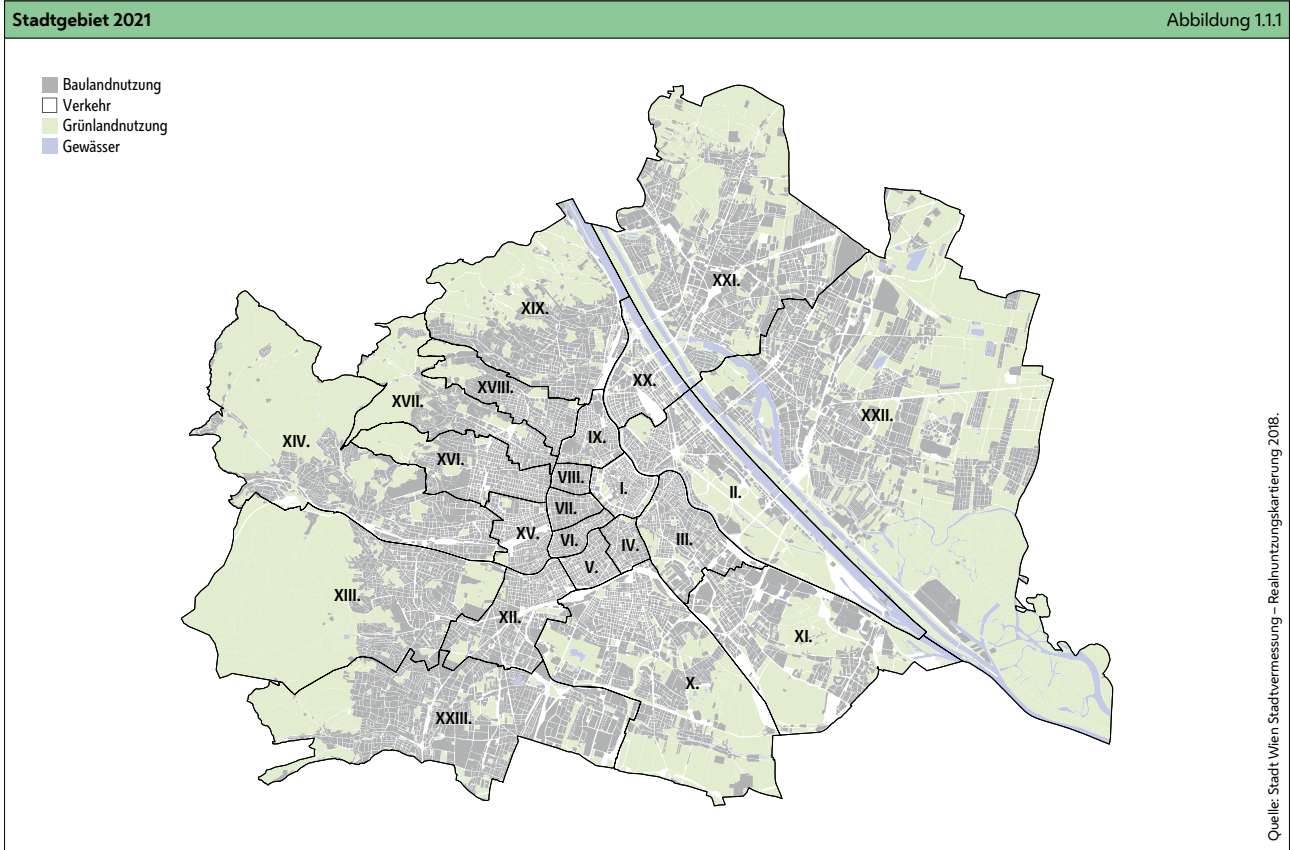 Stadtgebiet 2021
Abbildung 1.1.1
Baulandnutzung
Verkehr
Grünlandnutzung
Gewässer
XXI.
XIX.
XX.
XVIII.
XVII.
XXII.
XIV.
IX.
XVI.
VIII.
I.
II.
VII.
XV.
VI.
IV.
III.
V.
XIII.
XII.
XI.
X.
XXIII.
Quelle: Stadt Wien Stadtvermessung – Realnutzungskartierung 2018.